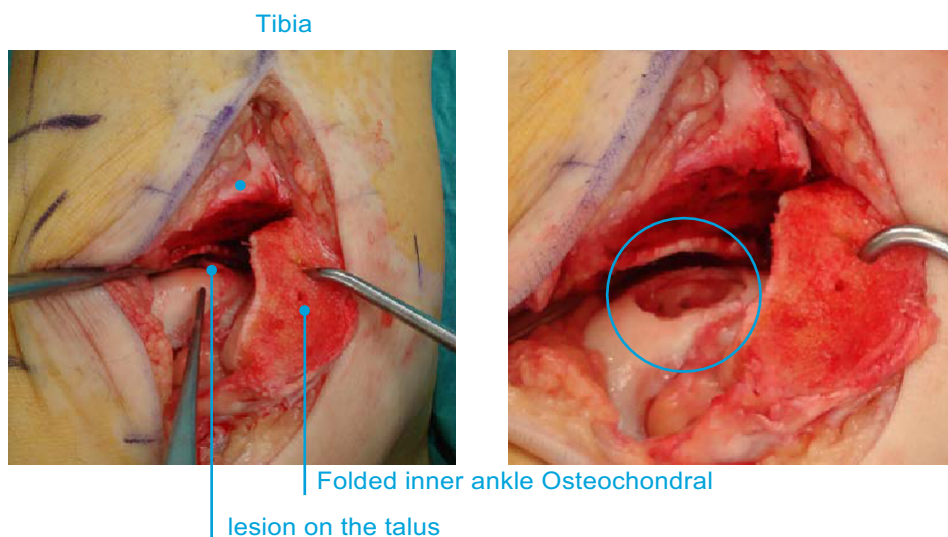 Tibia
Folded inner ankle Osteochondral
lesion on the talus